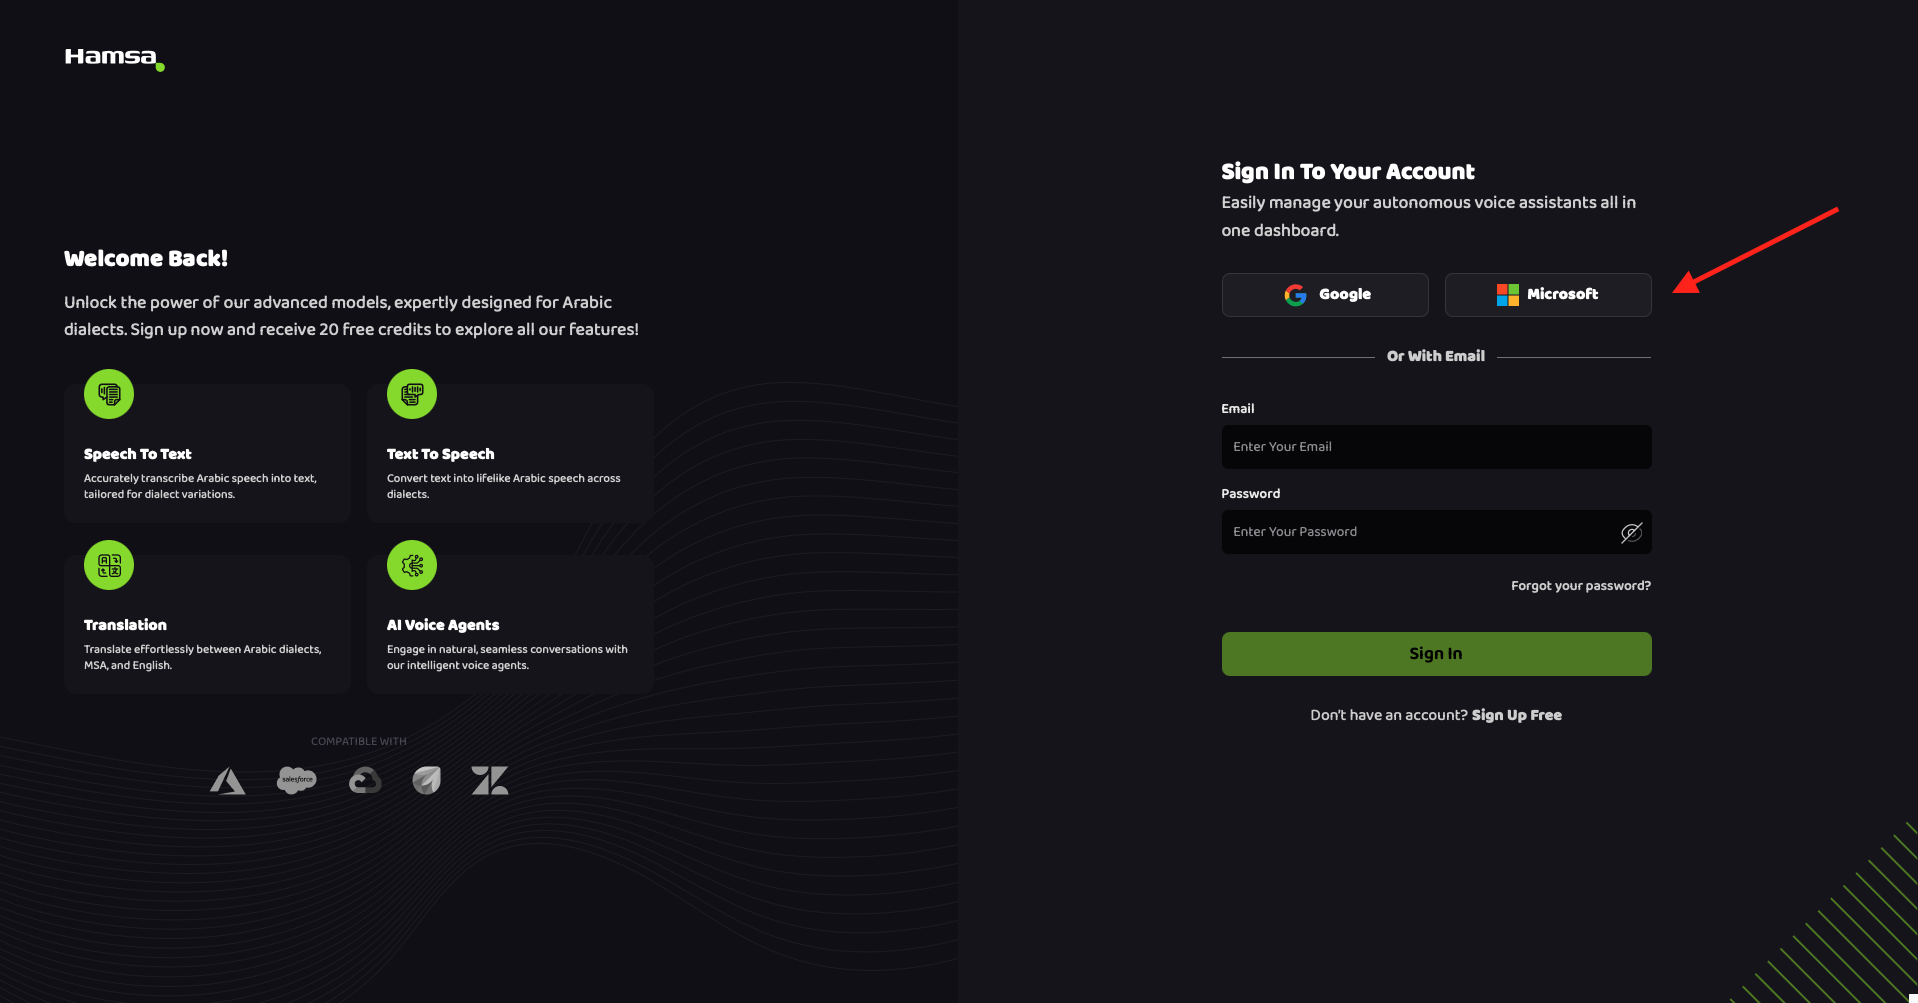 Hamsa
Welcome Back!
Unlock the power of our advanced models, expertly designed for Arabic
dialects. Sign up now and receive 20 free credits to explore all our features!
Speech To Text
Accurately transcribe Arabic speech into text,
tailored for dialect variations.
Text To Speech
Convert text into lifelike Arabic speech across
dialects.
Translation
Translate effortlessly between Arabic dialects,
MSA, and English.
AI Voice Agents
Engage in natural, seamless conversations with
our intelligent voice agents.
COMPATIBLE WITH
salesforce
Sign In To Your Account
Easily manage your autonomous voice assistants all in
one dashboard.
Google
Microsoft
Or With Email
Email
Enter Your Email
Password
Enter Your Password
Forgot your password?
Sign In
Don't have an account? Sign Up Free